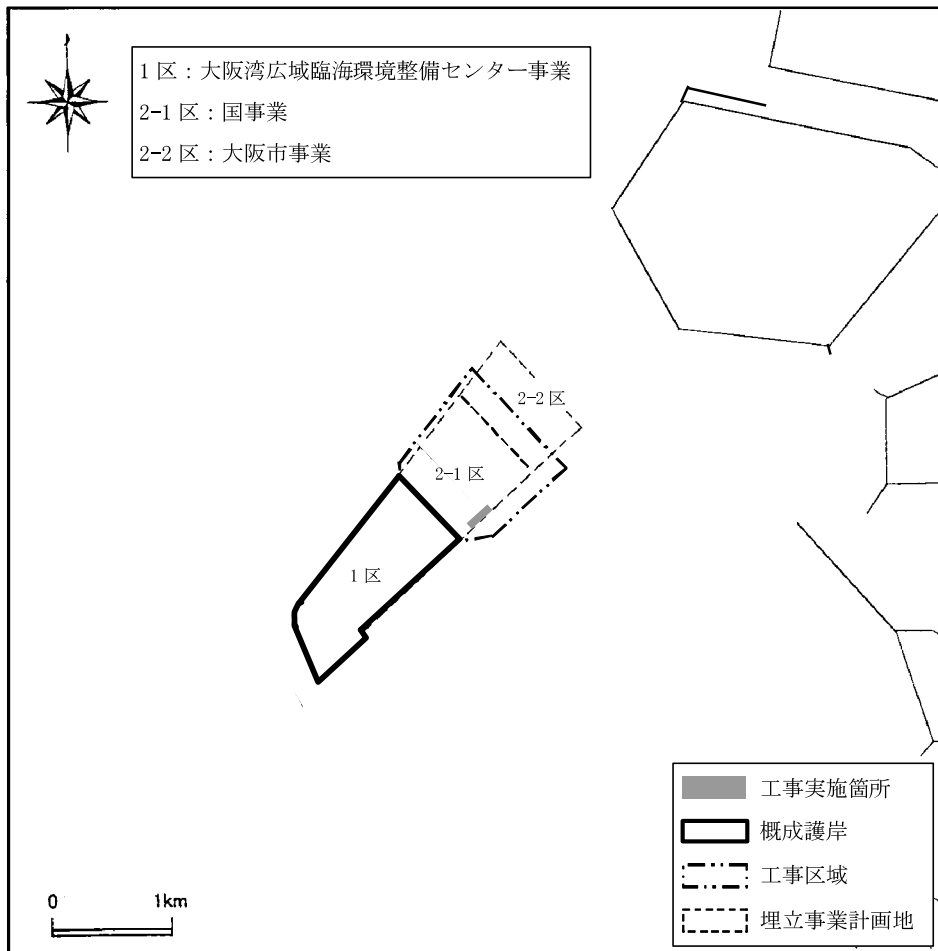 1区：大阪湾広域臨海環境整備センター事業
2-1区：国事業
2-2区：大阪市事業
2-2区
2-1区
1区
工事実施箇所
概成護岸
工事区域
埋立事業計画地
0 1km